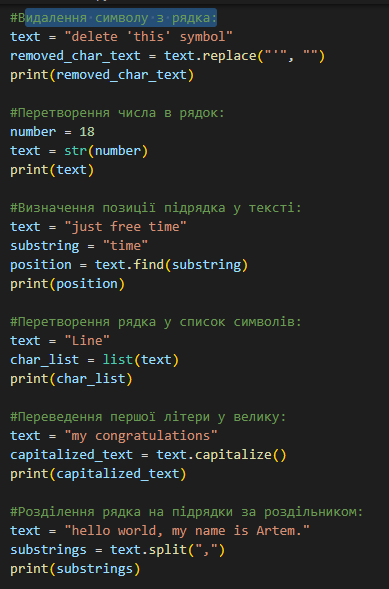 #Видалення символу з рядка:
text = "delete 'this' symbol"
removed_char_text = text.replace("'", "")
print(removed_char_text)
#Перетворення числа в рядок:
number = 18
text = str(number)
print(text)
#Визначення позиції підрядка у тексті:
text = "just free time"
substring = "time"
position = text.find(substring)
print(position)
#Перетворення рядка у список символів:
text = "Line"
char_list = list(text)
print(char_list)
#Переведення першої літери у велику:
text = "my congratulations"
capitalized_text = text.capitalize()
print(capitalized_text)
#Розділення рядка на підрядки за роздільником:
text = "hello world, my name is Artem."
substrings = text.split(",")
print(substrings)